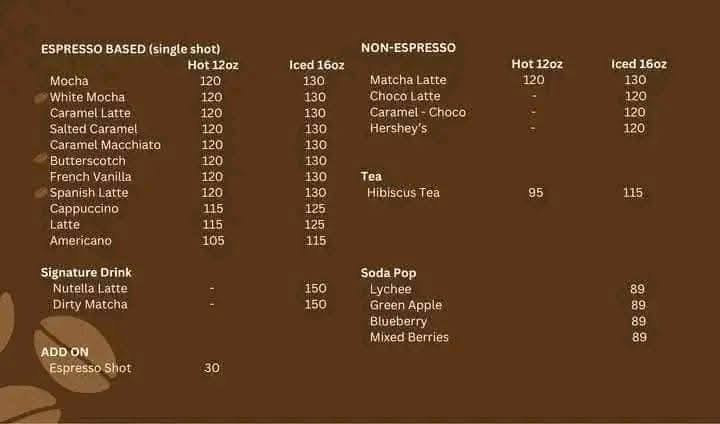 ESPRESSO BASED (single shot)
Hot 12oz Iced 16oz
Mocha 120 130
White Mocha 120 130
Caramel Latte 120 130
Salted Caramel 120 130
Caramel Macchiato 120 130
Butterscotch 120 130
French Vanilla 120 130
Spanish Latte 120 130
Cappuccino 115 125
Latte 115 125
Americano 105 115
Signature Drink
Nutella Latte - 150
Dirty Matcha - 150
ADD ON
Espresso Shot 30
NON-ESPRESSO
Hot 12oz Iced 16oz
Matcha Latte 120 130
Choco Latte - 120
Caramel - Choco - 120
Hershey's - 120
Tea
Hibiscus Tea 95 115
Soda Pop
Lychee 89
Green Apple 89
Blueberry 89
Mixed Berries 89